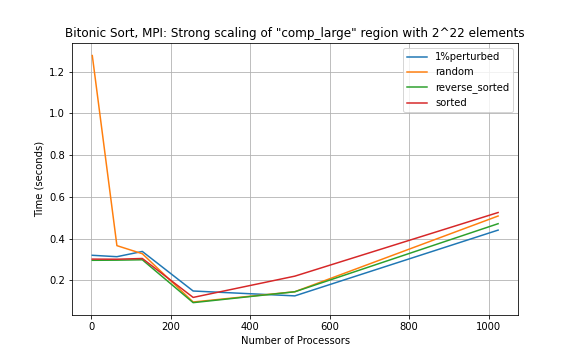 Bitonic Sort, MPI: Strong scaling of "comp_large" region with 2^22 elements
1%perturbed
random
reverse_sorted
sorted
Time (seconds)
1.2
1.0
0.8
0.6
0.4
0.2
0
200
400
600
800
1000
Number of Processors